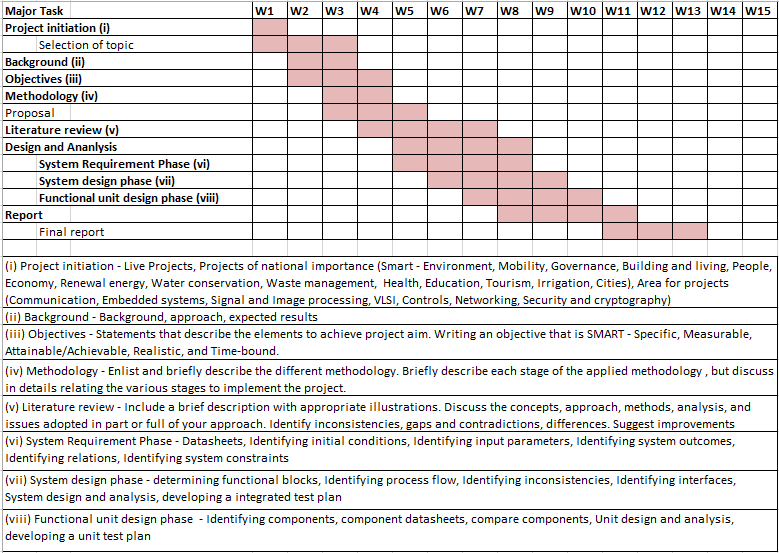 Major Task W1 W2 W3 W4 W5 W6 W7 W8 W9 W10 W11 W12 W13 W14 W15
Project initiation (i)
Selection of topic
Background (ii)
Objectives (iii)
Methodology (iv)
Proposal
Literature review (v)
Design and Ananlysis
System Requirement Phase (vi)
System design phase (vii)
Functional unit design phase (viii)
Report
Final report
(i) Project initiation - Live Projects, Projects of national importance (Smart - Environment, Mobility, Governance, Building and living, People,
Economy, Renewal energy, Water conservation, Waste management, Health, Education, Tourism, Irrigation, Cities), Area for projects
(Communication, Embedded systems, Signal and Image processing, VLSI, Controls, Networking, Security and cryptography)
(ii) Background - Background, approach, expected results
(iii) Objectives - Statements that describe the elements to achieve project aim. Writing an objective that is SMART - Specific, Measurable,
Attainable/Achievable, Realistic, and Time-bound.
(iv) Methodology - Enlist and briefly describe the different methodology. Briefly describe each stage of the applied methodology , but discuss
in details relating the various stages to implement the project.
(v) Literature review - Include a brief description with appropriate illustrations. Discuss the concepts, approach, methods, analysis, and
issues adopted in part or full of your approach. Identify inconsistencies, gaps and contradictions, differences. Suggest improvements
(vi) System Requirement Phase - Datasheets, Identifying initial conditions, Identifying input parameters, Identifying system outcomes,
Identifying relations, Identifying system constraints
(vii) System design phase - determining functional blocks, Identifying process flow, Identifying inconsistencies, Identifying interfaces,
System design and analysis, developing a integrated test plan
(viii) Functional unit design phase - Identifying components, component datasheets, compare components, Unit design and analysis,
developing a unit test plan